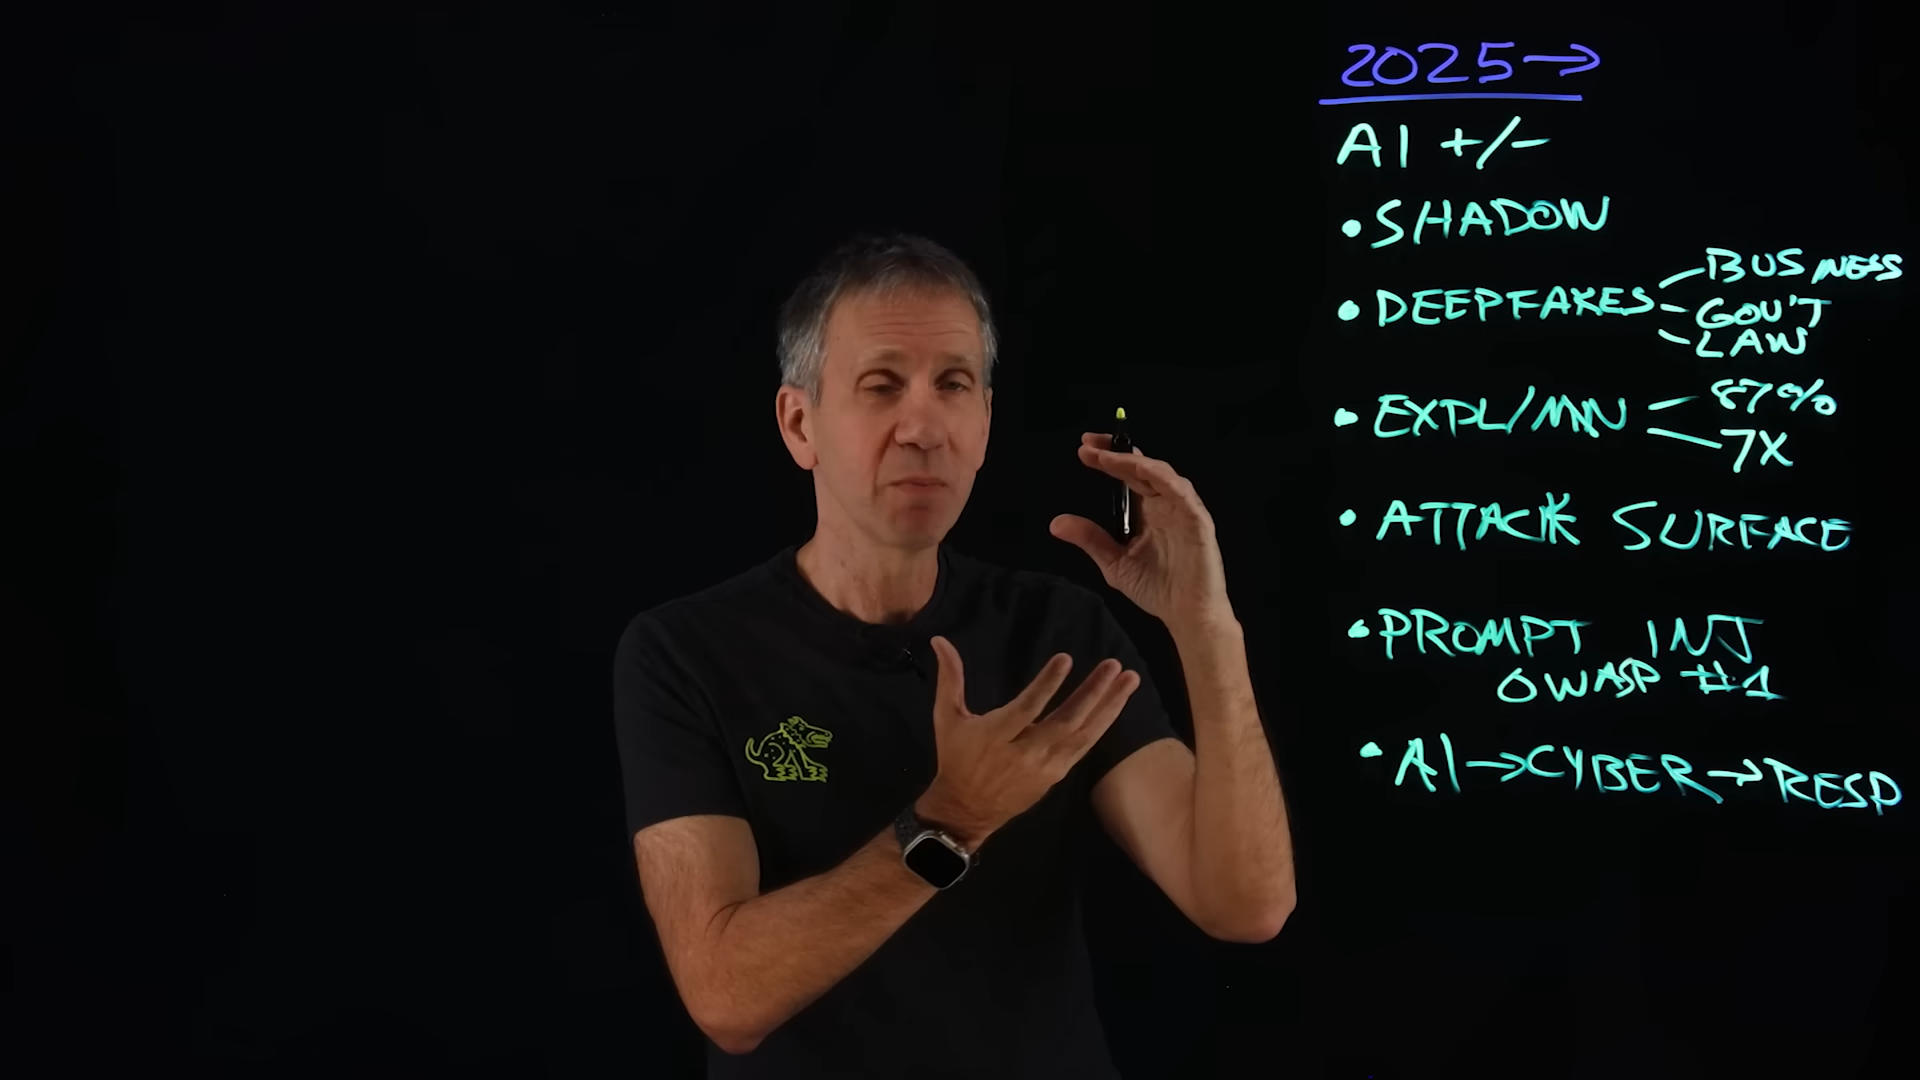 2025→
AI +/-
• SHADOW
• DEEPFAKES
BUSINESS
GOV'T
LAW
• EXPL/MW
87%
7X
• ATTACK SURFACE
• PROMPT INJ
OWASP #1
• AI→CYBER→RESP